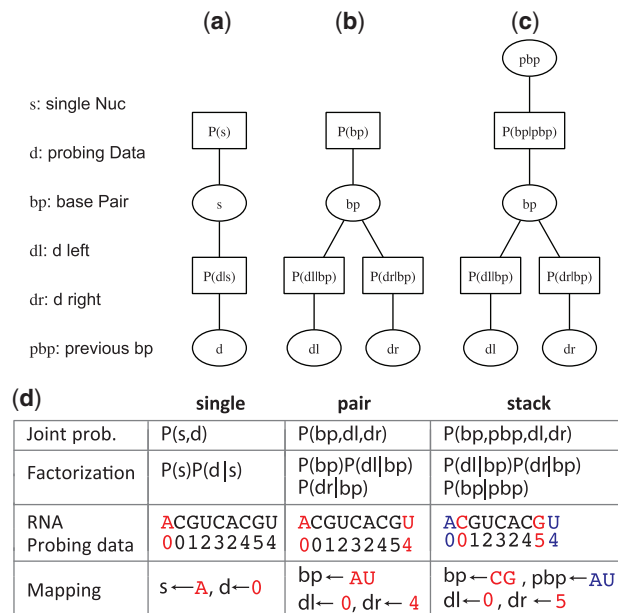 (a) (b) (c)
pbp
s: single Nuc
P(s) P(bp) P(bp|pbp)
d: probing Data
bp: base Pair
s bp bp
dl: d left
P(d|s) P(dl|bp) P(dr|bp) P(dl|bp) P(dr|bp)
dr: d right
pbp: previous bp
d dl dr dl dr
(d)
single pair stack
Joint prob. P(s,d) P(bp,dl,dr) P(bp,pbp,dl,dr)
Factorization P(s)P(d|s) P(bp)P(dl|bp) P(dl|bp)P(dr|bp)
P(dr|bp) P(bp|pbp)
RNA ACGUCACGU ACGUCACGU ACGUCACGU
Probing data 001232454 001232454 001232454
Mapping s←A, d←0 bp← AU bp←CG , pbp←AU
dl← 0, dr← 4 dl←0 , dr ← 5